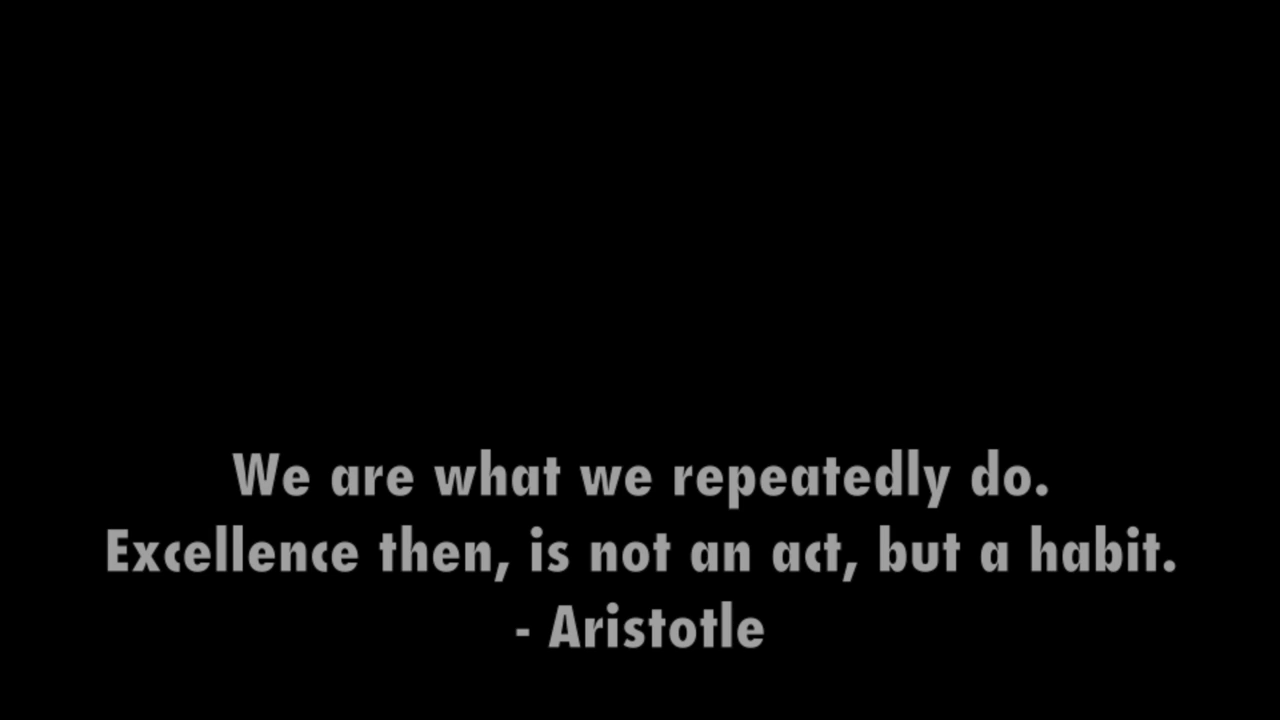 We are what we repeatedly do.
Excellence then, is not an act, but a habit.
- Aristotle